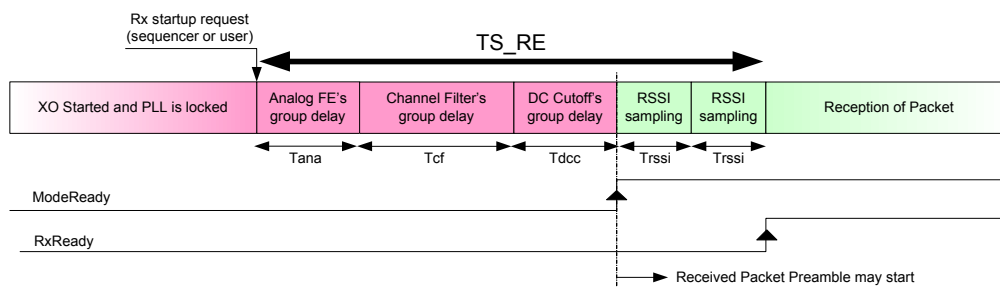 Rx startup request
(sequencer or user)
TS_RE
XO Started and PLL is locked
Analog FE's
group delay
Channel Filter's
group delay
DC Cutoff's
group delay
RSSI
sampling
RSSI
sampling
Reception of Packet
Tana
Tcf
Tdcc
Trssi
Trssi
ModeReady
RxReady
Received Packet Preamble may start